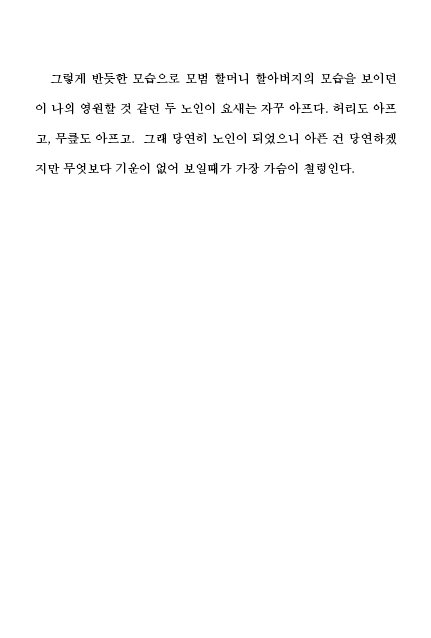 그렇게 반듯한 모습으로 모범 할머니 할아버지의 모습을 보이던
이 나의 영원할 것 같던 두 노인이 요새는 자꾸 아프다. 허리도 아프
고, 무릎도 아프고.  그래 당연히 노인이 되었으니 아픈 건 당연하겠
지만 무엇보다 기운이 없어 보일때가 가장 가슴이 철렁인다.